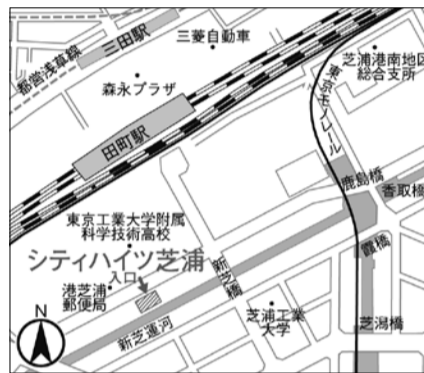 三田駅
三菱自動車
都営浅草線
森永プラザ
芝浦港南地区
総合支所
東京モノレール
田町駅
鹿島橋
香取橋
東京工業大学附属
科学技術高校
新芝橋
霞橋
シティハイツ芝浦
入口
港芝浦
郵便局
芝浦工業
大学
新芝運河
芝潟橋
N